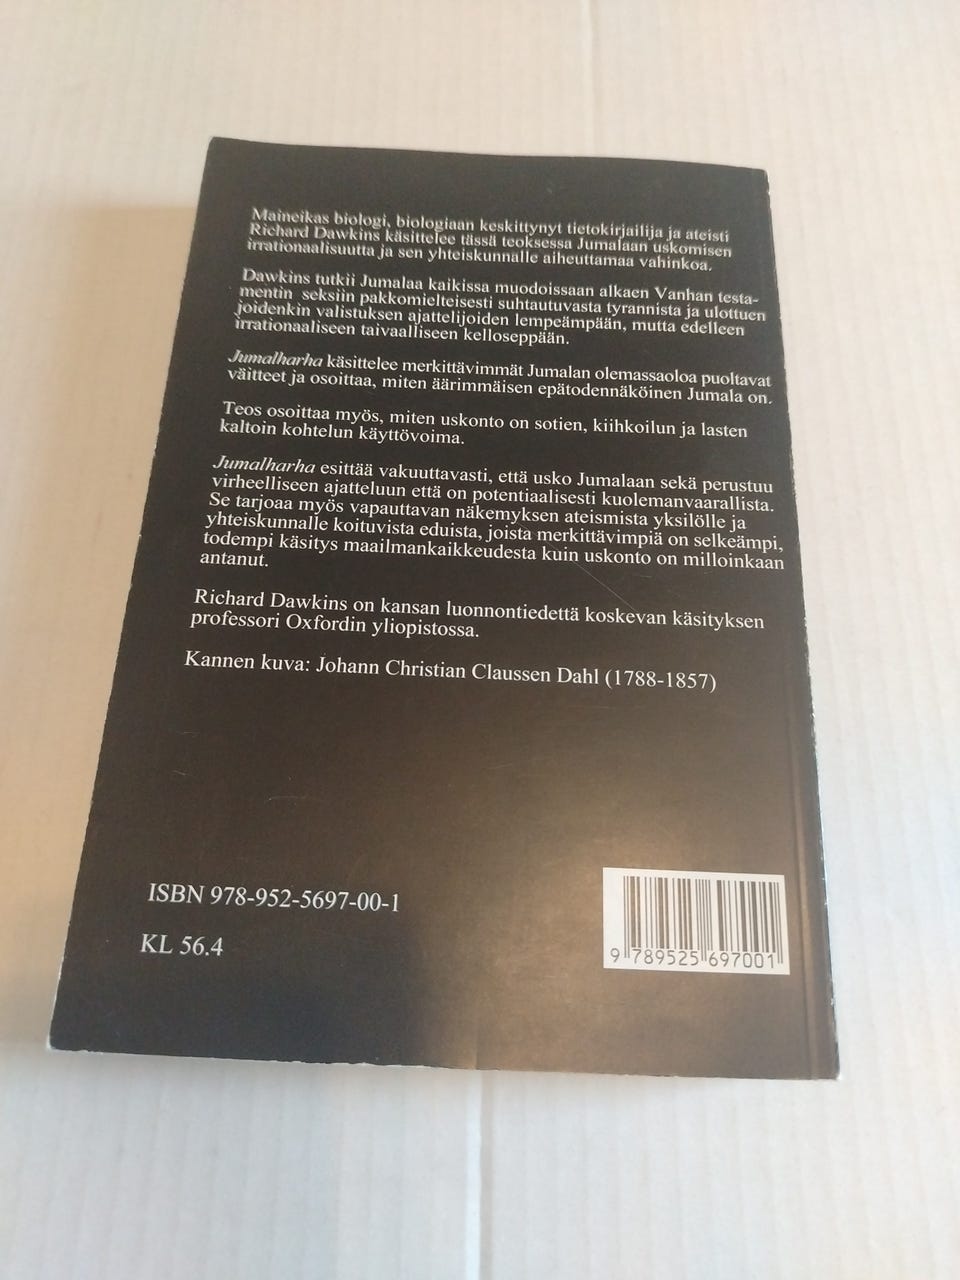 Maineikas biologi, biologiaan keskittynyt tietokirjailija ja ateisti
Richard Dawkins käsittelee tässä teoksessa Jumalaan uskomisen
irrationaalisuutta ja sen yhteiskunnalle aiheuttamaa vahinkoa.
Dawkins tutkii Jumalaa kaikissa muodoissaan alkaen Vanhan testa-
mentin seksiin pakkomielteisesti suhtautuvasta tyrannista ja ulottuen
joidenkin valistuksen ajattelijoiden lempeämpään, mutta edelleen
irrationaaliseen taivaalliseen kelloseppään.
Jumalharha käsittelee merkittävimmät Jumalan olemassaoloa puoltavat
väitteet ja osoittaa, miten äärimmäisen epätodennäköinen Jumala on.
Teos osoittaa myös, miten uskonto on sotien, kiihkoilun ja lasten
kaltoin kohtelun käyttövoima.
Jumalharha esittää vakuuttavasti, että usko Jumalaan sekä perustuu
virheelliseen ajatteluun että on potentiaalisesti kuolemanvaarallista.
Se tarjoaa myös vapauttavan näkemyksen ateismista yksilölle ja
yhteiskunnalle koituvista eduista, joista merkittävimpiä on selkeämpi,
todempi käsitys maailmankaikkeudesta kuin uskonto on milloinkaan
antanut.
Richard Dawkins on kansan luonnontiedettä koskevan käsityksen
professori Oxfordin yliopistossa.
Kannen kuva: Johann Christian Claussen Dahl (1788-1857)
ISBN 978-952-5697-00-1
KL 56.4
9 789525 697001